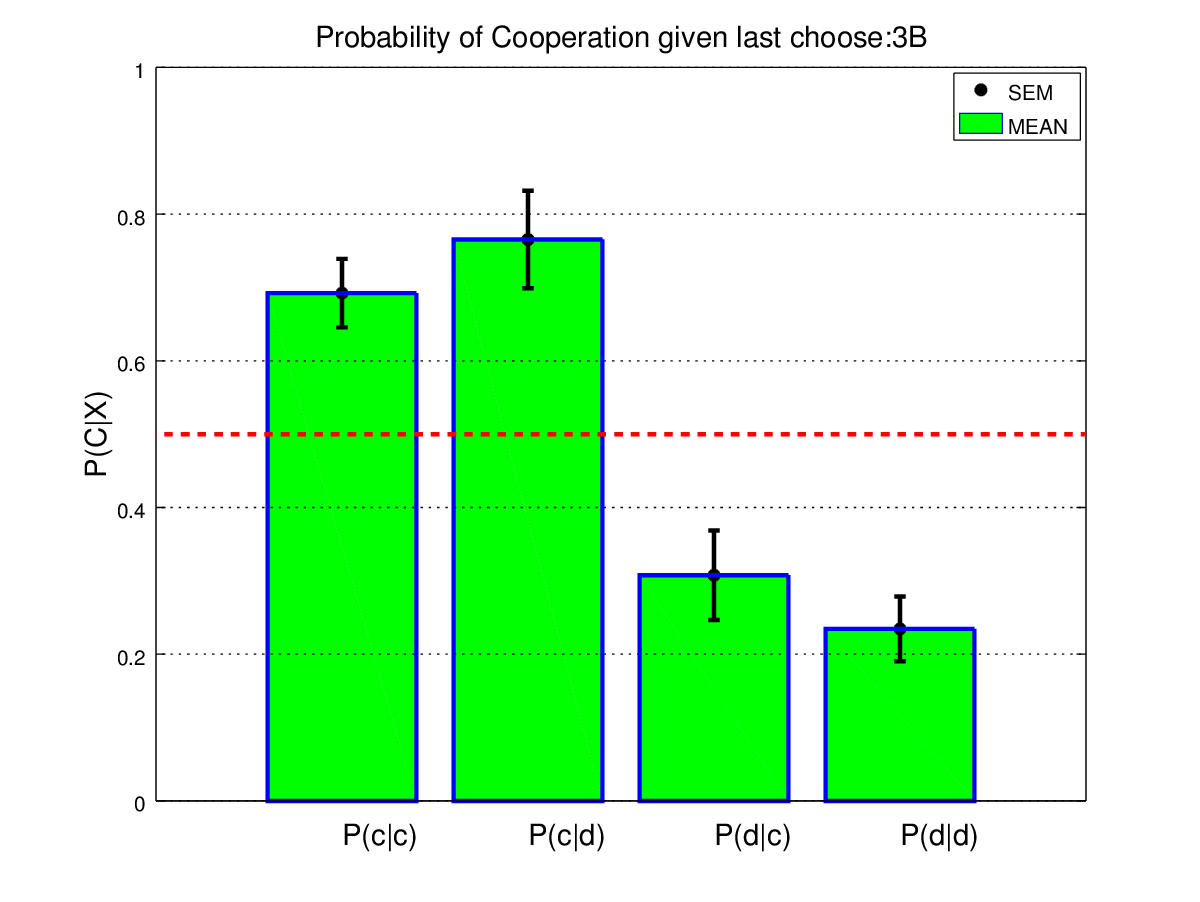 Probability of Cooperation given last choose:3B
SEM
MEAN
1
0.8
0.6
0.4
0.2
0
P(C|X)
P(c|c)
P(c|d)
P(d|c)
P(d|d)